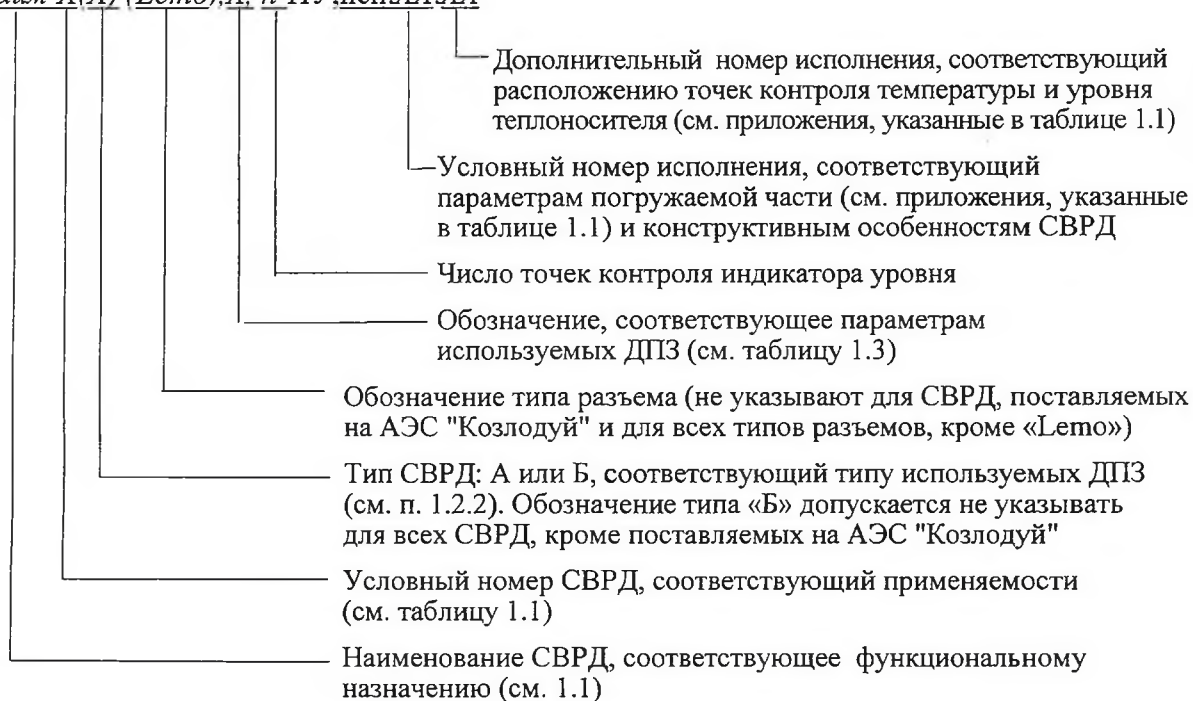 (Lemo),
Дополнительный номер исполнения, соответствующий
расположению точек контроля температуры и уровня
теплоносителя (см. приложения, указанные в таблице 1.1)
Условный номер исполнения, соответствующий
параметрам погружаемой части (см. приложения, указанные
в таблице 1.1) и конструктивным особенностям СВРД
Число точек контроля индикатора уровня
Обозначение, соответствующее параметрам
используемых ДПЗ (см. таблицу 1.3)
Обозначение типа разъема (не указывают для СВРД, поставляемых
на АЭС "Козлодуй" и для всех типов разъемов, кроме «Lemo»)
Тип СВРД: А или Б, соответствующий типу используемых ДПЗ
(см. п. 1.2.2). Обозначение типа «Б» допускается не указывать
для всех СВРД, кроме поставляемых на АЭС "Козлодуй"
Условный номер СВРД, соответствующий применяемости
(см. таблицу 1.1)
Наименование СВРД, соответствующее функциональному
назначению (см. 1.1)